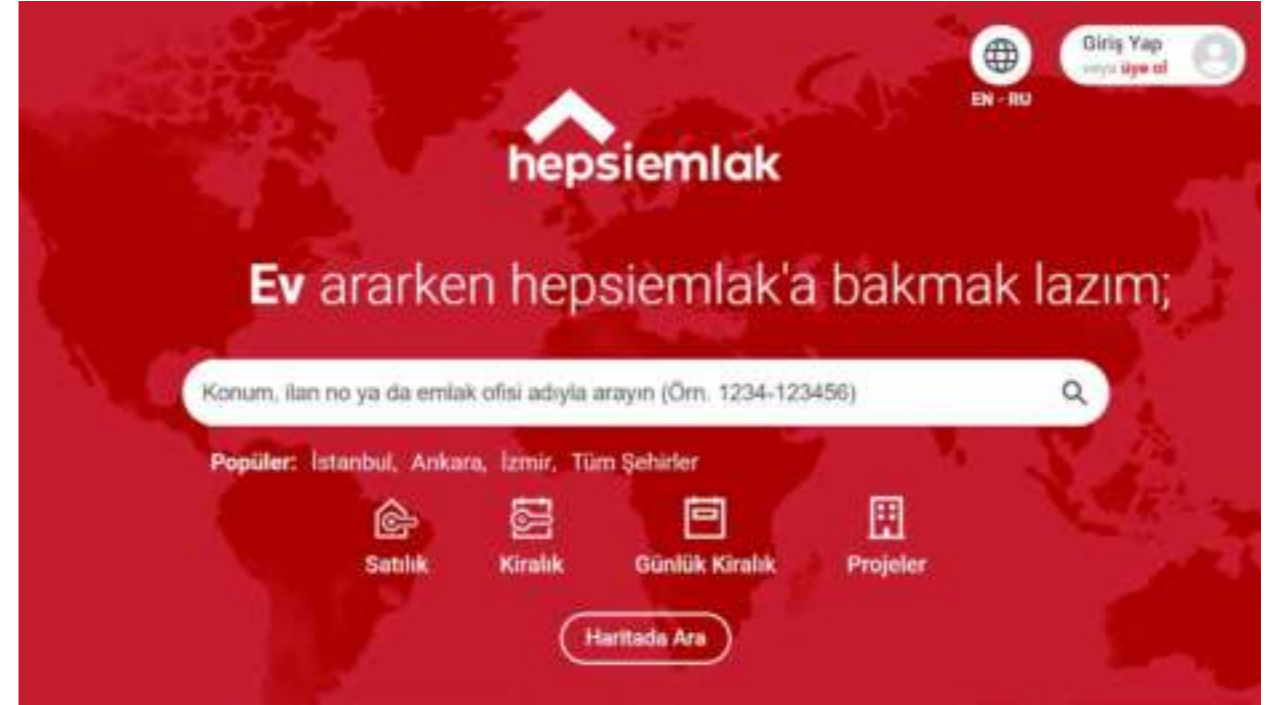 Giriş Yap
veya üye ol
EN - RU
hepsiemlak
Ev ararken hepsiemlak'a bakmak lazım;
Konum, ilan no ya da emlak ofisi adıyla arayın (Örn. 1234-123456)
Popüler: İstanbul, Ankara, İzmir, Tüm Şehirler
Satılık Kiralık Günlük Kiralık Projeler
Haritada Ara